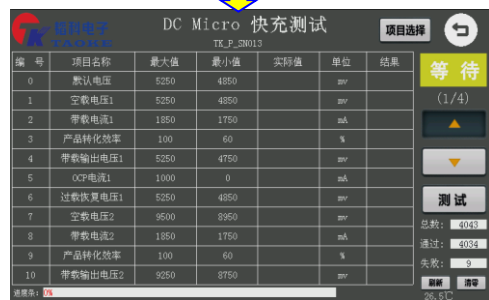 TK 拓科电子 TAOKE
DC Micro 快充测试
TK_P_SN013
项目选择
编 号 项目名称 最大值 最小值 实际值 单位 结果
0 默认电压 5250 4850 mv
1 空载电压1 5250 4850 mv
2 带载电流1 1850 1750 mA
3 产品转化效率 100 60 %
4 带载输出电压1 5250 4750 mv
5 OCP电流1 1000 0 mA
6 过载恢复电压1 5250 4850 mv
7 空载电压2 9500 8950 mv
8 带载电流2 1850 1750 mA
9 产品转化效率 100 60 %
10 带载输出电压2 9250 8750 mv
进度条: 0%
等 待
(1/4)
测 试
总数: 4043
通过: 4034
失败: 9
刷新 清零
26.5℃